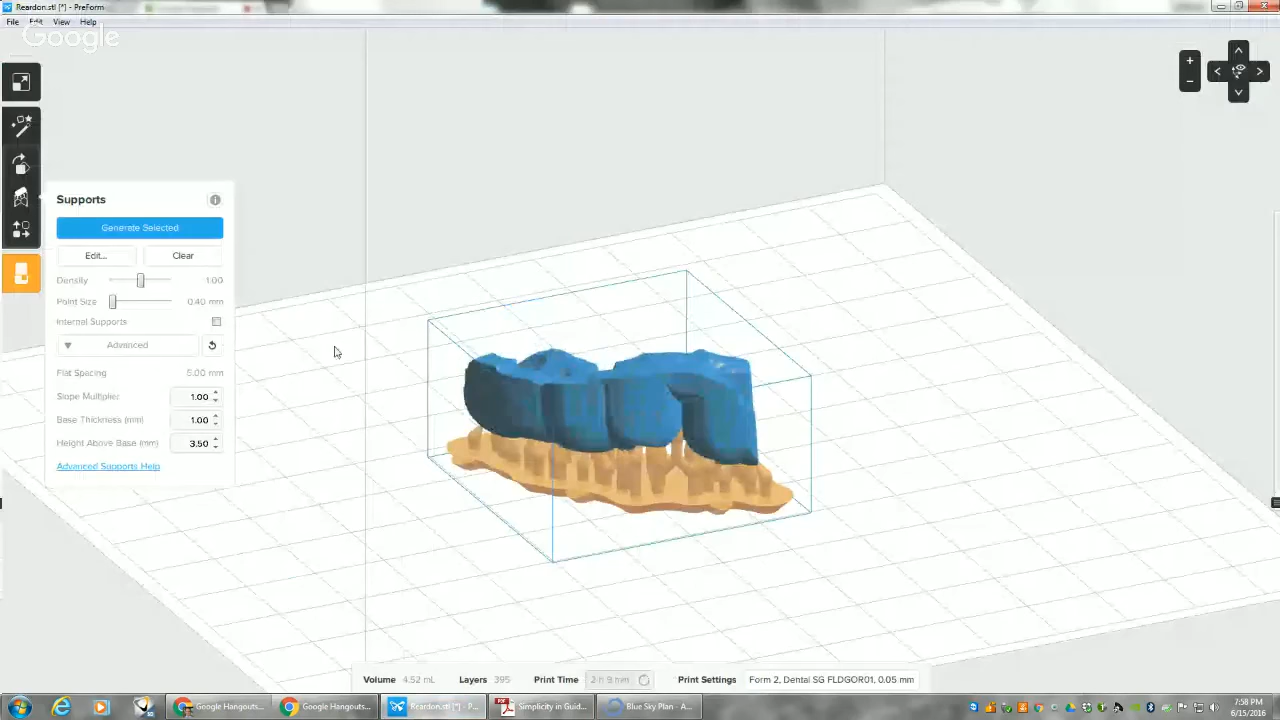 Reardon.stl [*] - PreForm
File Edit View Help
Google
Supports
Generate Selected
Edit...
Clear
Density 1.00
Point Size 0.40 mm
Internal Supports
Advanced
Flat Spacing 5.00 mm
Slope Multiplier 1.00
Base Thickness (mm) 1.00
Height Above Base (mm) 3.50
Advanced Supports Help
Volume 4.52 mL Layers 395 Print Time 2 h 9 min Print Settings Form 2, Dental SG FLDGOR01, 0.05 mm
Google Hangouts... Google Hangouts... Reardon.stl [*] - P... Simplicity in Guid... Blue Sky Plan - A...
7:58 PM
6/15/2016